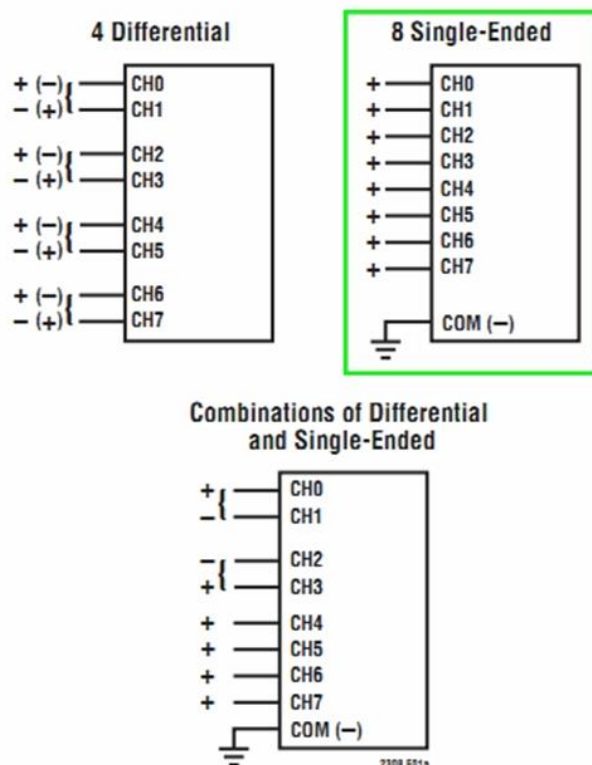 4 Differential
+ (−) { CH0
− (+) CH1
+ (−) { CH2
− (+) CH3
+ (−) { CH4
− (+) CH5
+ (−) { CH6
− (+) CH7
8 Single-Ended
+ CH0
+ CH1
+ CH2
+ CH3
+ CH4
+ CH5
+ CH6
+ CH7
COM (−)
Combinations of Differential
and Single-Ended
+ { CH0
− CH1
− { CH2
+ CH3
+ CH4
+ CH5
+ CH6
+ CH7
COM (−)